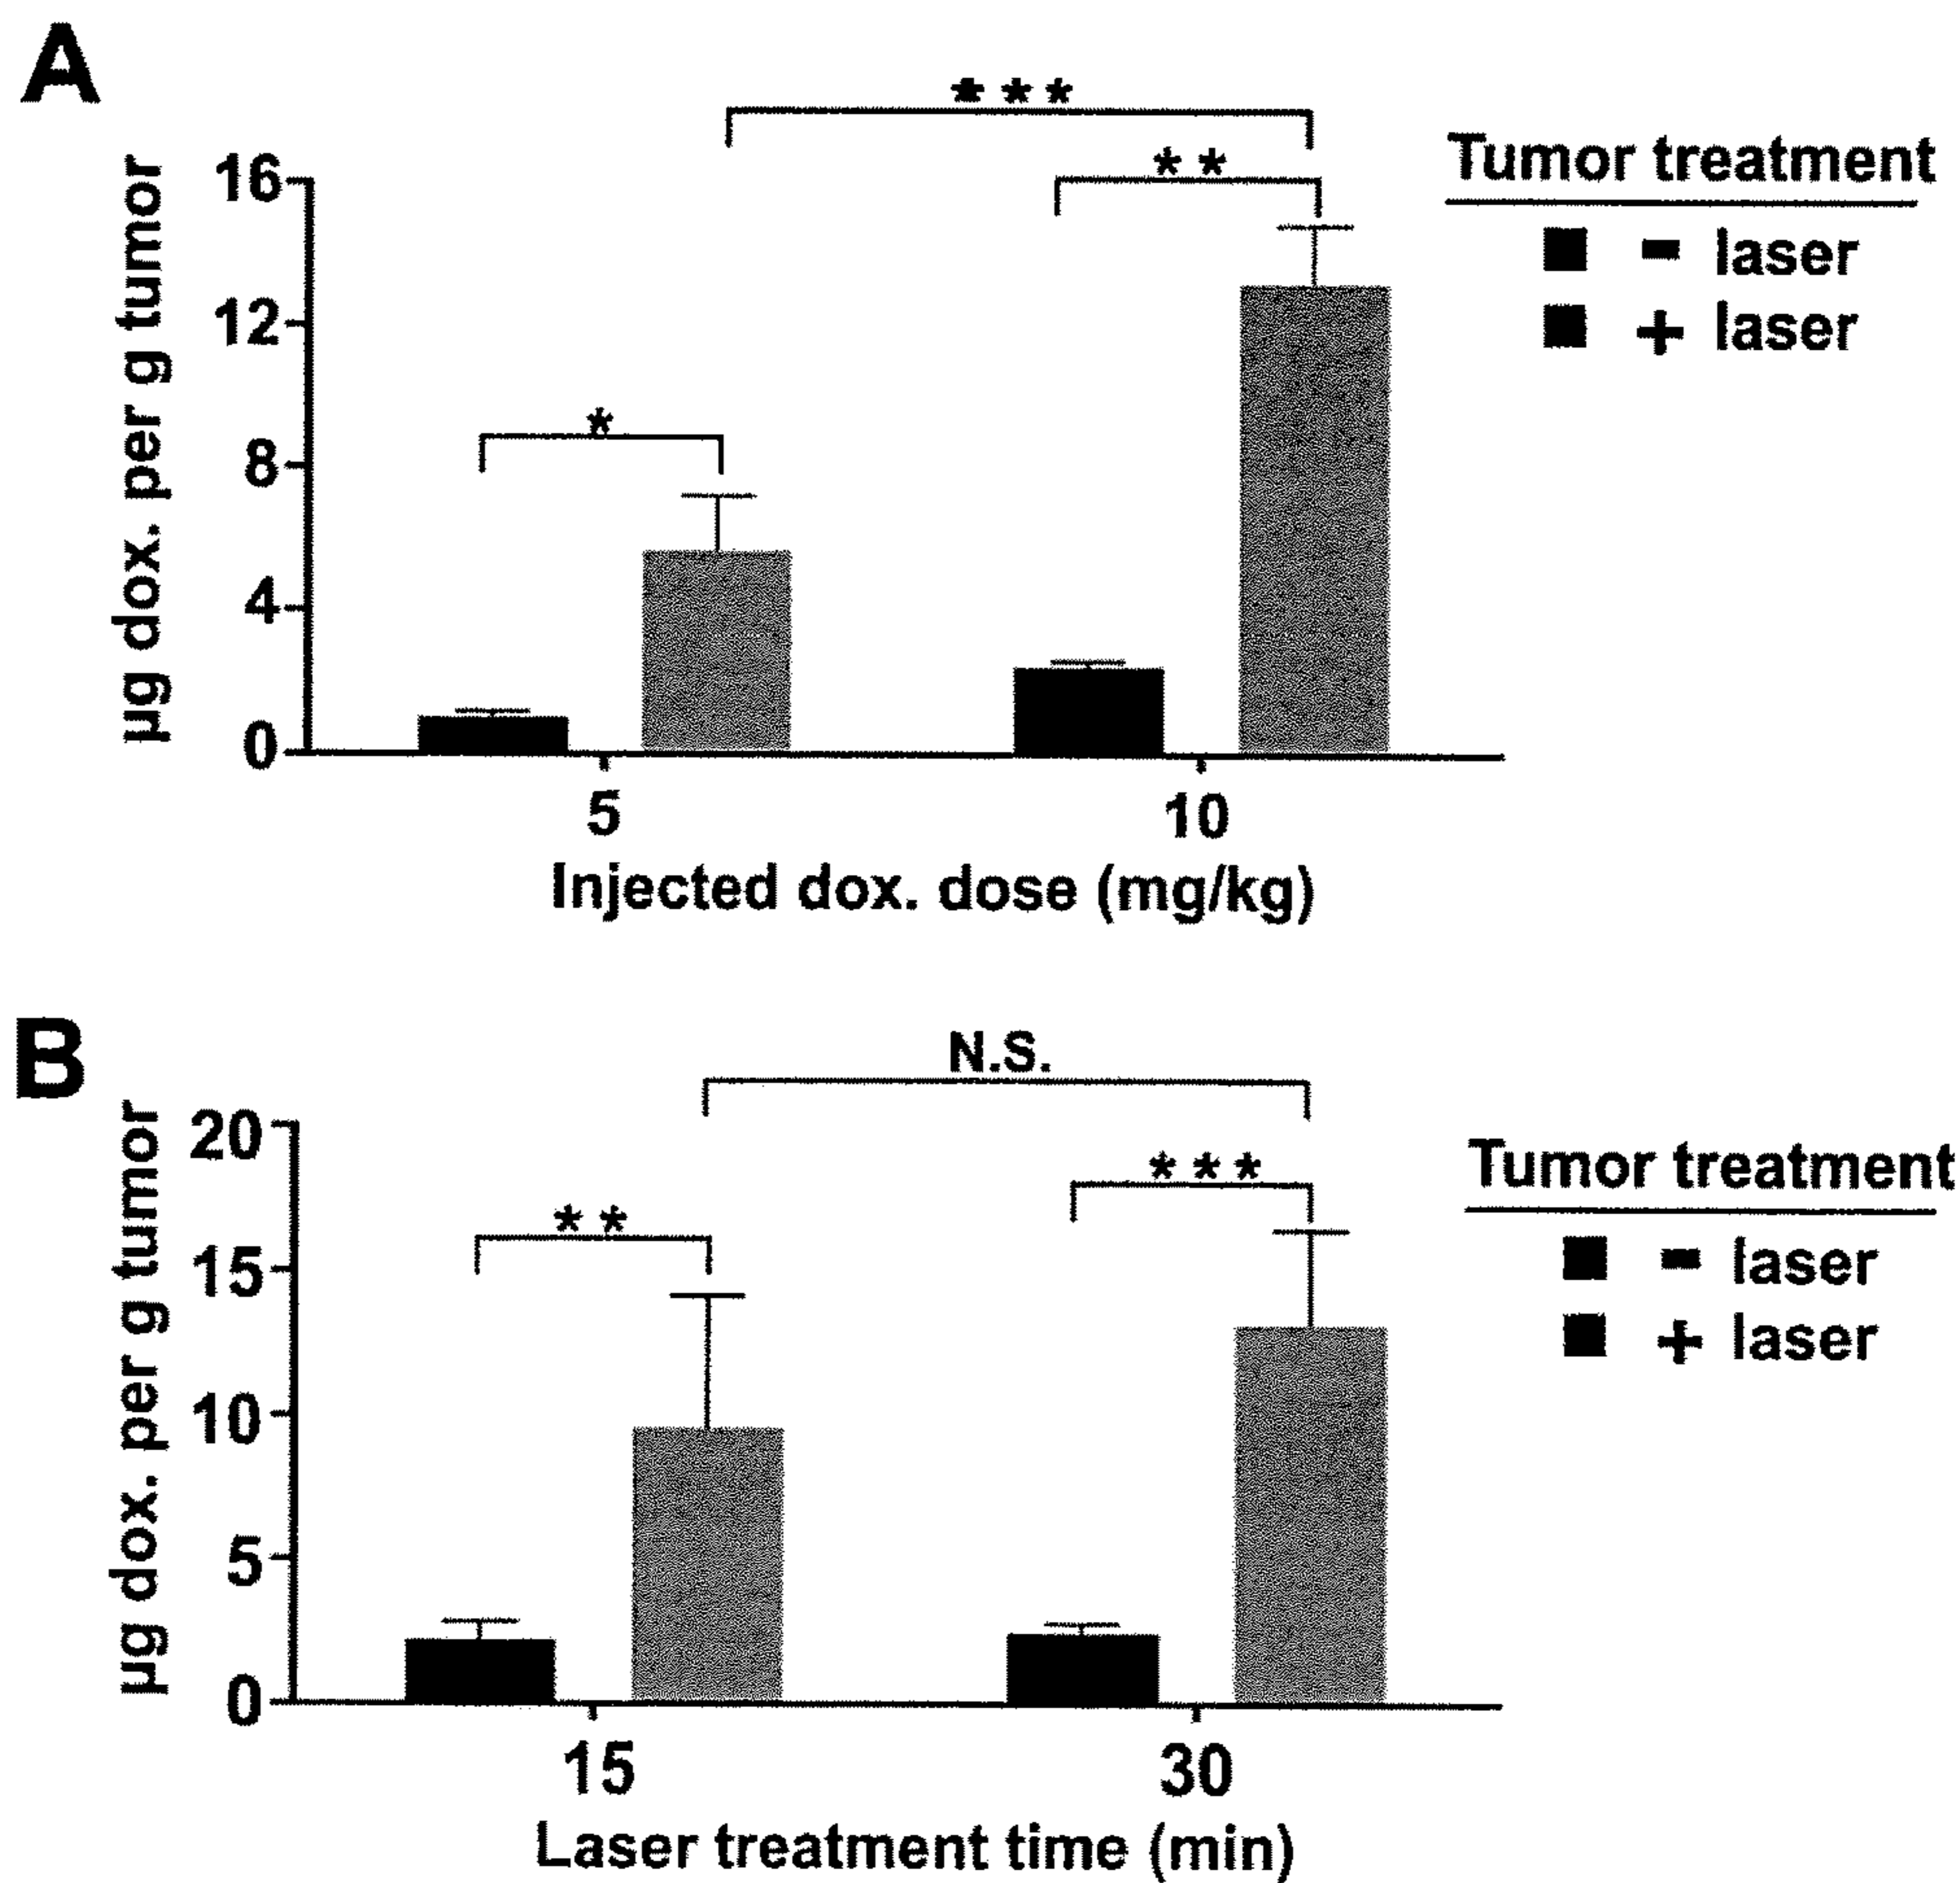 A
* * *
* *
*
µg dox. per g tumor
16
12
8
4
0
5
10
Injected dox. dose (mg/kg)
Tumor treatment
- laser
+ laser
B
N.S.
* * *
* *
µg dox. per g tumor
20
15
10
5
0
15
30
Laser treatment time (min)
Tumor treatment
- laser
+ laser